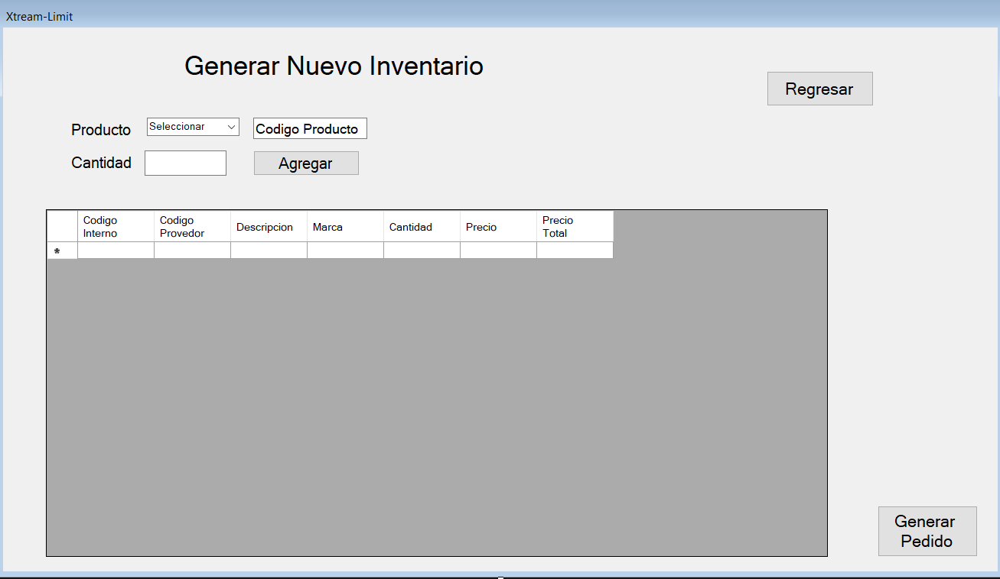 Xtream-Limit
Generar Nuevo Inventario
Regresar
Producto
Seleccionar
Codigo Producto
Cantidad
Agregar
Codigo
Interno
Codigo
Provedor
Descripcion
Marca
Cantidad
Precio
Precio
Total
*
Generar
Pedido